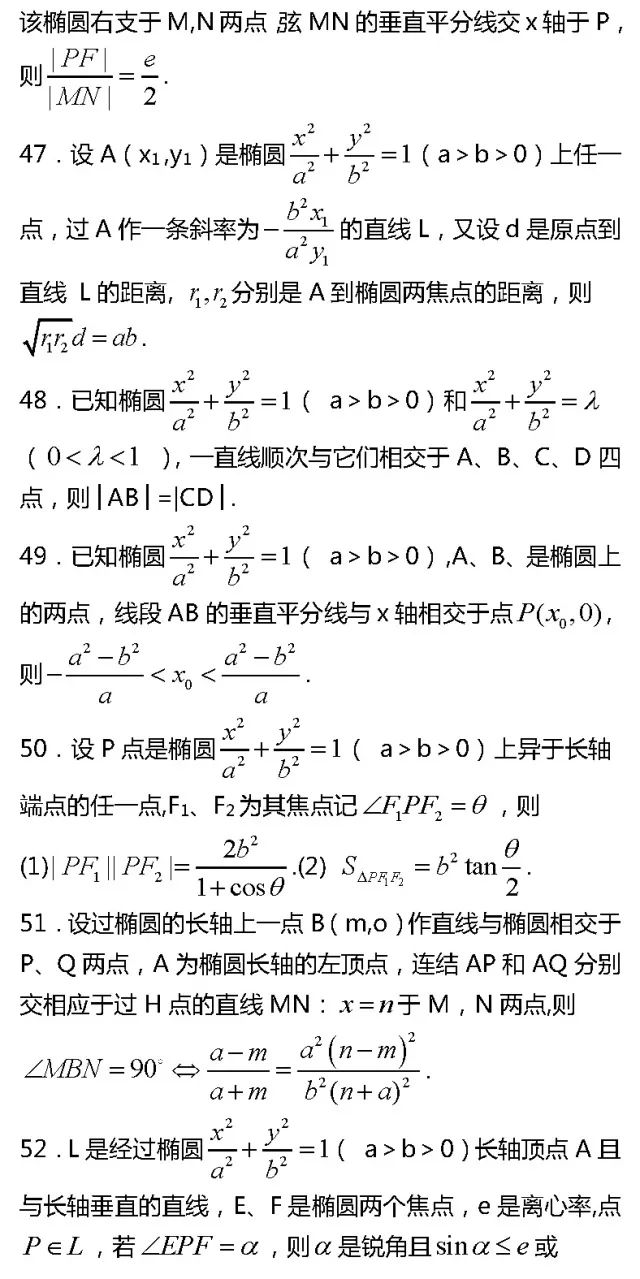 该椭圆右支于M,N两点,弦MN的垂直平分线交x轴于P,
则|PF|/|MN| = e/2.
47．设A(x₁,y₁)是椭圆x²/a² + y²/b² =1(a>b>0)上任一
点，过A作一条斜率为−b²x₁/a²y₁的直线L，又设d是原点到
直线 L的距离, r₁,r₂分别是A到椭圆两焦点的距离，则
√(r₁r₂)d=ab.
48．已知椭圆x²/a² + y²/b² =1( a>b>0)和x²/a² + y²/b² =λ
(0<λ<1 ),一直线顺次与它们相交于A、B、C、D四
点，则|AB|=|CD|.
49．已知椭圆x²/a² + y²/b² =1( a>b>0),A、B、是椭圆上
的两点，线段AB的垂直平分线与x轴相交于点P(x₀,0),
则−(a²−b²)/a < x₀ < (a²−b²)/a.
50．设P点是椭圆x²/a² + y²/b² =1( a>b>0)上异于长轴
端点的任一点,F₁、F₂为其焦点记∠F₁PF₂=θ，则
(1)|PF₁||PF₂|= 2b²/(1+cosθ).(2) S_ΔPF₁F₂ = b² tan θ/2.
51．设过椭圆的长轴上一点B(m,o)作直线与椭圆相交于
P、Q两点，A为椭圆长轴的左顶点，连结AP和AQ分别
交相应于过H点的直线MN：x=n于M，N两点,则
∠MBN=90°⇔(a−m)/(a+m) = a²(n−m)²/(b²(n+a)²).
52．L是经过椭圆x²/a² + y²/b² =1( a>b>0)长轴顶点A且
与长轴垂直的直线，E、F是椭圆两个焦点，e是离心率,点
P∈L，若∠EPF=α，则α是锐角且sinα≤e或